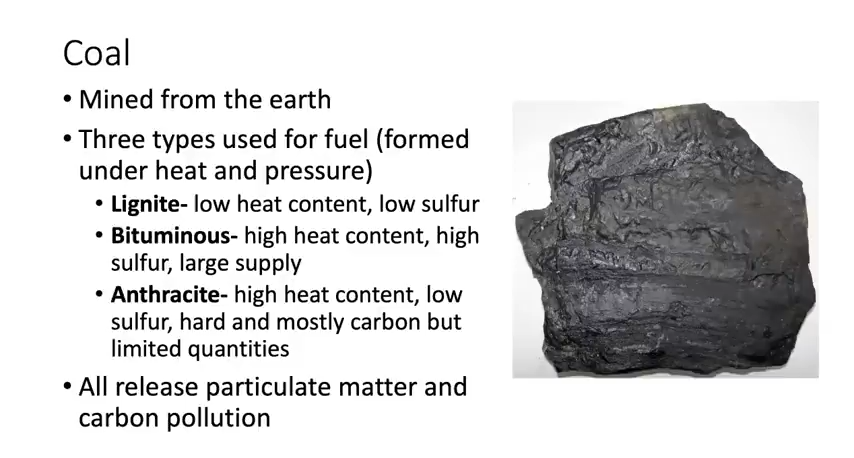 Coal
• Mined from the earth
• Three types used for fuel (formed
under heat and pressure)
• Lignite- low heat content, low sulfur
• Bituminous- high heat content, high
sulfur, large supply
• Anthracite- high heat content, low
sulfur, hard and mostly carbon but
limited quantities
• All release particulate matter and
carbon pollution